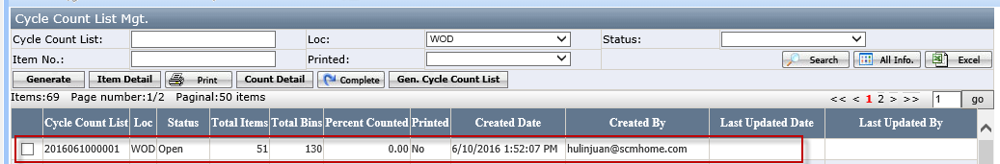 Cycle Count List Mgt.
Cycle Count List: Loc: WOD Status:
Item No.: Printed: Search All Info. Excel
Generate Item Detail Print Count Detail Complete Gen. Cycle Count List
Items:69 Page number:1/2 Paginal:50 items << < 1 2 > >> 1 go
Cycle Count List Loc Status Total Items Total Bins Percent Counted Printed Created Date Created By Last Updated Date Last Updated By
2016061000001 WOD Open 51 130 0.00 No 6/10/2016 1:52:07 PM hulinjuan@scmhome.com